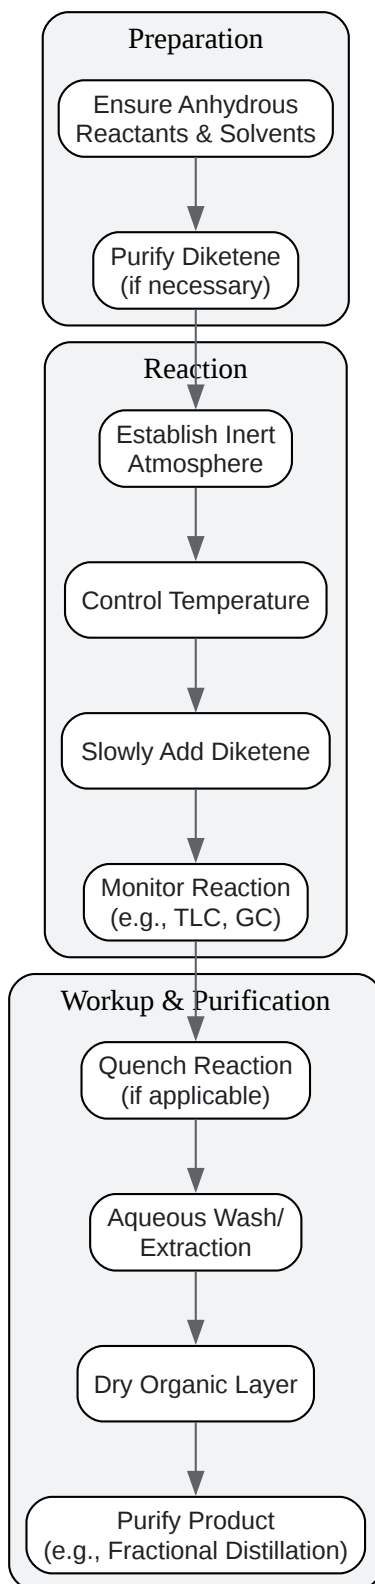 Preparation
Ensure Anhydrous
Reactants & Solvents
Purify Diketene
(if necessary)
Reaction
Establish Inert
Atmosphere
Control Temperature
Slowly Add Diketene
Monitor Reaction
(e.g., TLC, GC)
Workup & Purification
Quench Reaction
(if applicable)
Aqueous Wash/
Extraction
Dry Organic Layer
Purify Product
(e.g., Fractional Distillation)